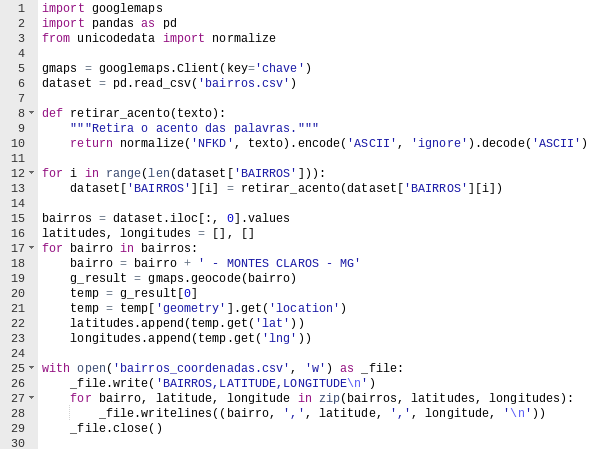 1 import googlemaps
2 import pandas as pd
3 from unicodedata import normalize
4
5 gmaps = googlemaps.Client(key='chave')
6 dataset = pd.read_csv('bairros.csv')
7
8 def retirar_acento(texto):
9     """Retira o acento das palavras."""
10     return normalize('NFKD', texto).encode('ASCII', 'ignore').decode('ASCII')
11
12 for i in range(len(dataset['BAIRROS'])):
13     dataset['BAIRROS'][i] = retirar_acento(dataset['BAIRROS'][i])
14
15 bairros = dataset.iloc[:, 0].values
16 latitudes, longitudes = [], []
17 for bairro in bairros:
18     bairro = bairro + ' - MONTES CLAROS - MG'
19     g_result = gmaps.geocode(bairro)
20     temp = g_result[0]
21     temp = temp['geometry'].get('location')
22     latitudes.append(temp.get('lat'))
23     longitudes.append(temp.get('lng'))
24
25 with open('bairros_coordenadas.csv', 'w') as _file:
26     _file.write('BAIRROS,LATITUDE,LONGITUDE\n')
27     for bairro, latitude, longitude in zip(bairros, latitudes, longitudes):
28         _file.writelines((bairro, ',', latitude, ',', longitude, '\n'))
29     _file.close()
30